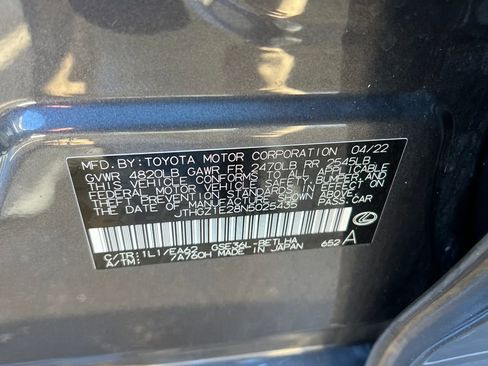 MFD. BY: TOYOTA MOTOR CORPORATION 04/22
GVWR 4820LB GAWR FR 2470LB RR 2545LB
THIS VEHICLE CONFORMS TO ALL APPLICABLE
FEDERAL MOTOR VEHICLE SAFETY, BUMPER, AND
THEFT PREVENTION STANDARDS IN EFFECT ON
THE DATE OF MANUFACTURE SHOWN ABOVE.
PASS.CAR
C/TR: 1L1/EA62 GSE36L-BETLHA 652 A
A/TM: /A760H MADE IN JAPAN